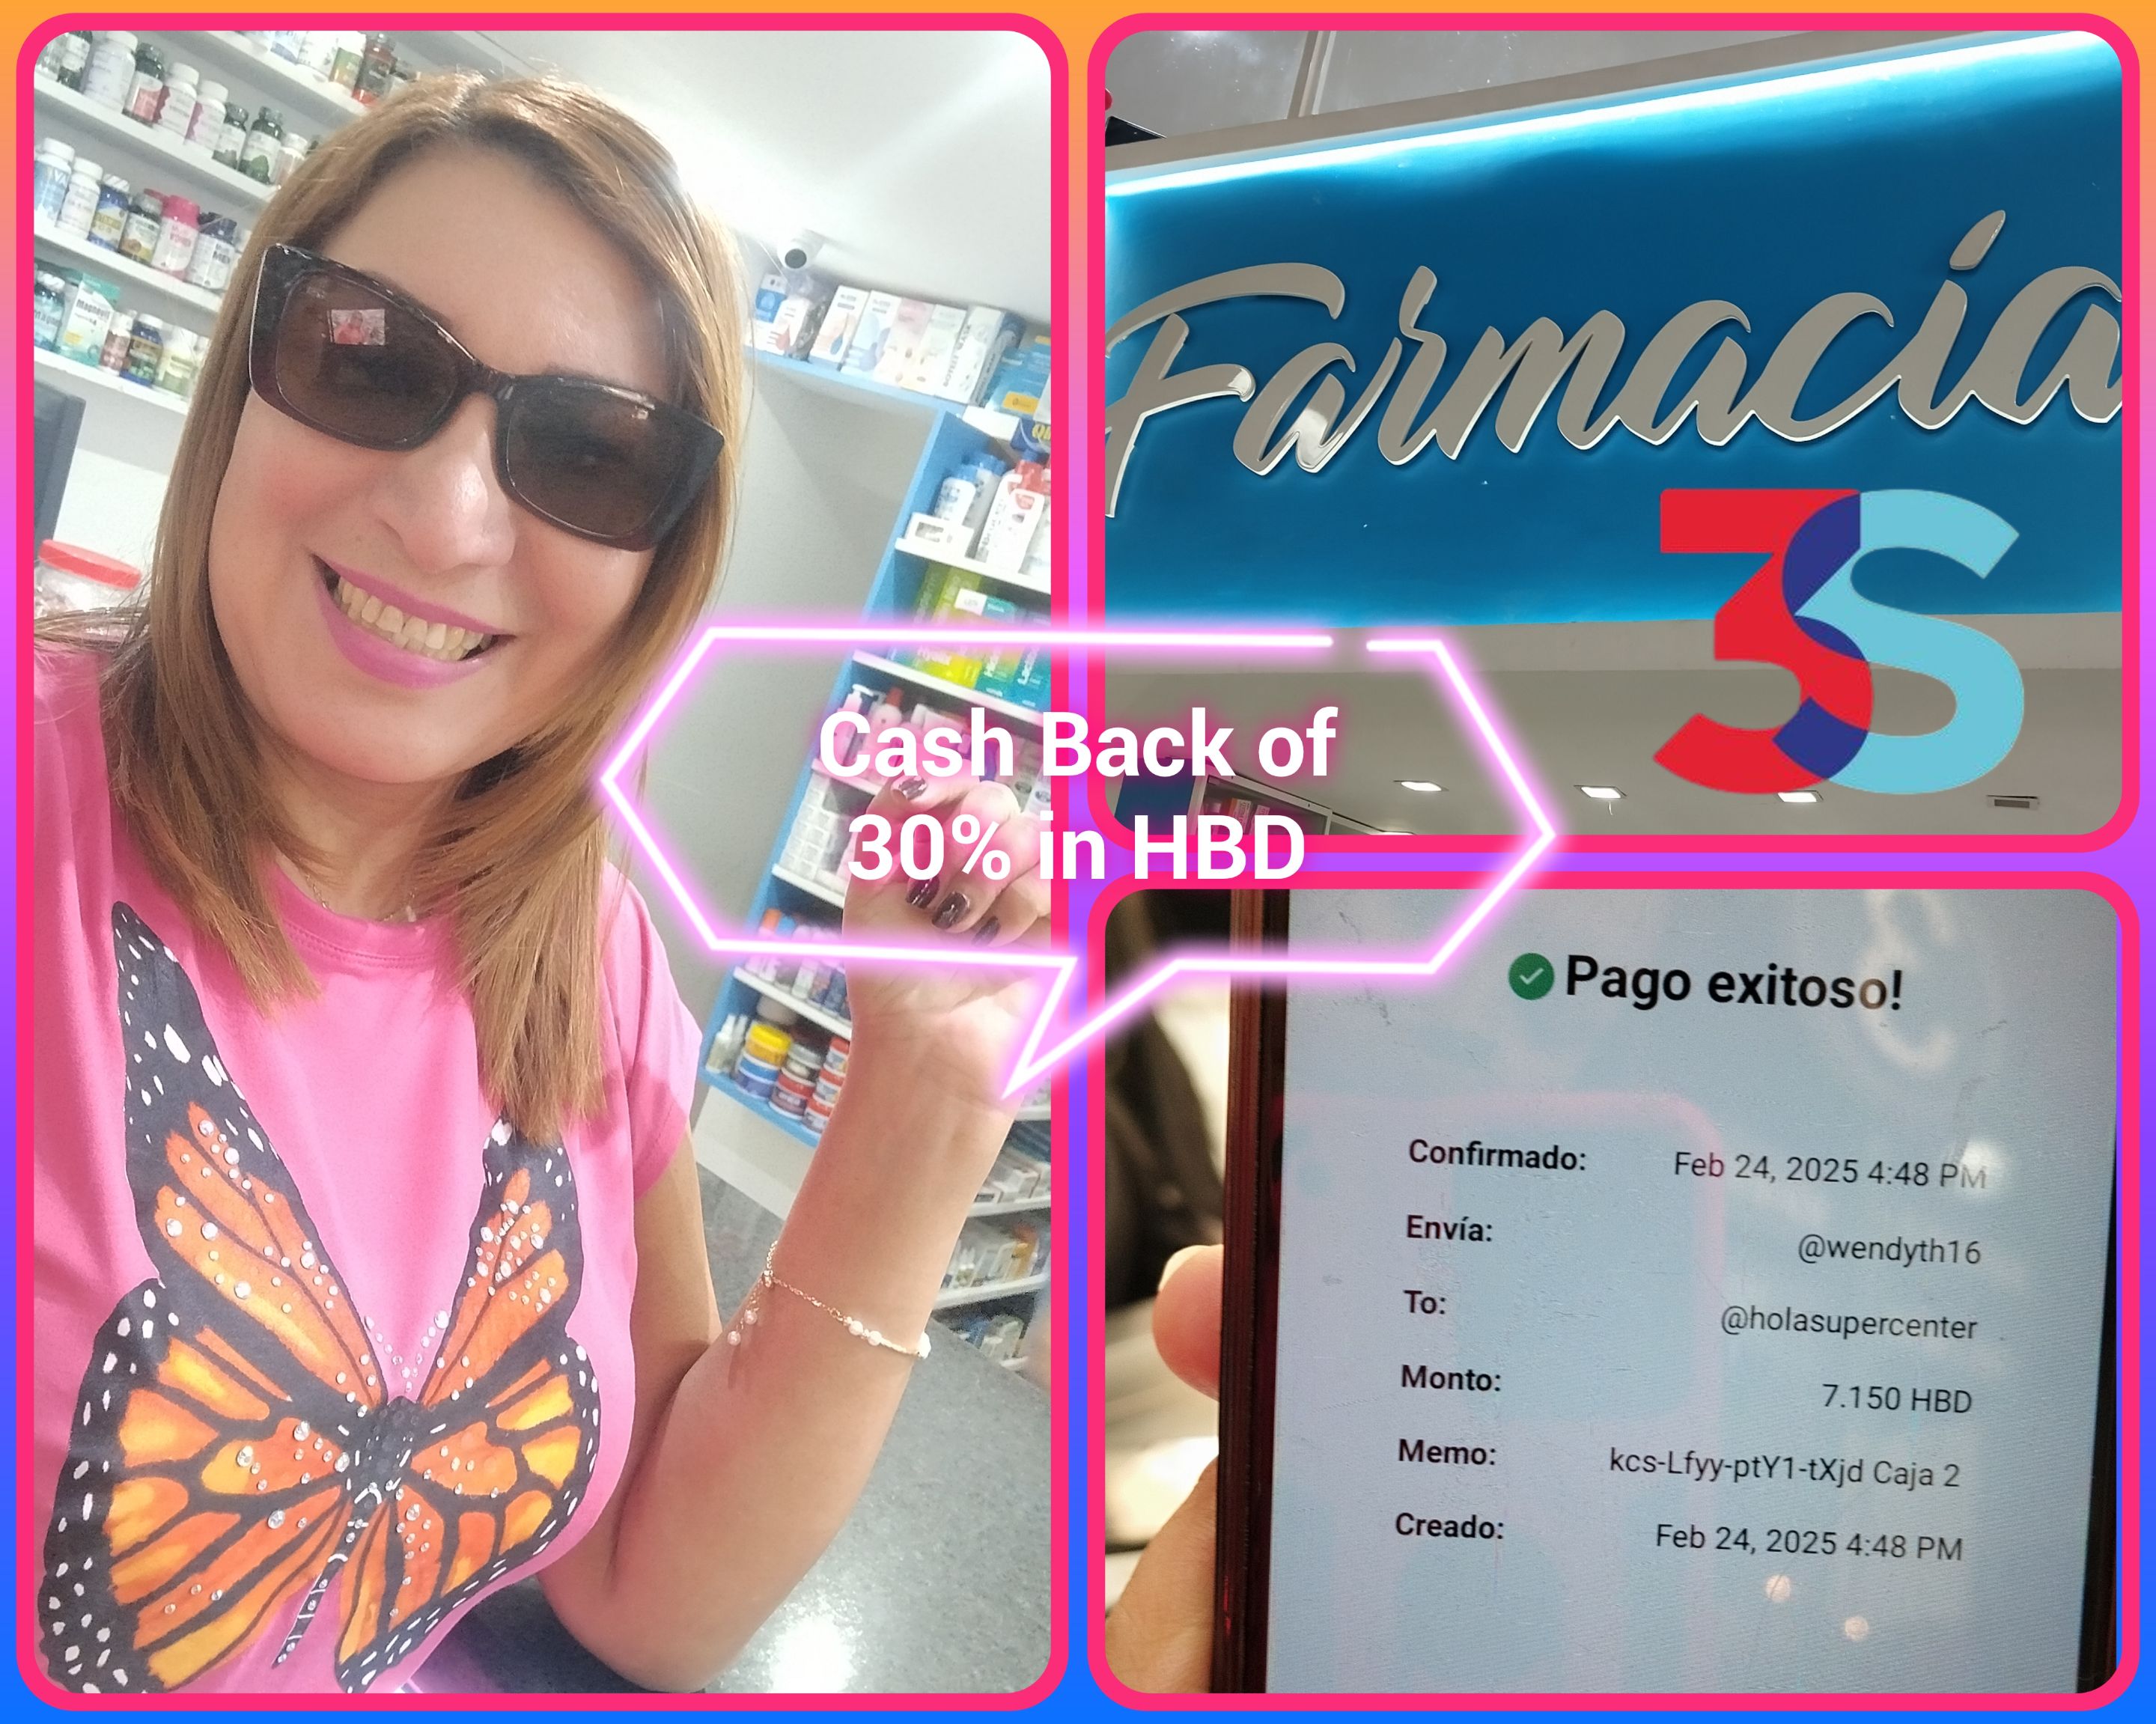 Cash Back of
30% in HBD
Farmacia
3S
Pago exitoso!
Confirmado: Feb 24, 2025 4:48 PM
Envía: @wendyth16
To: @holasupercenter
Monto: 7.150 HBD
Memo: kcs-Lfyy-ptY1-tXjd Caja 2
Creado: Feb 24, 2025 4:48 PM